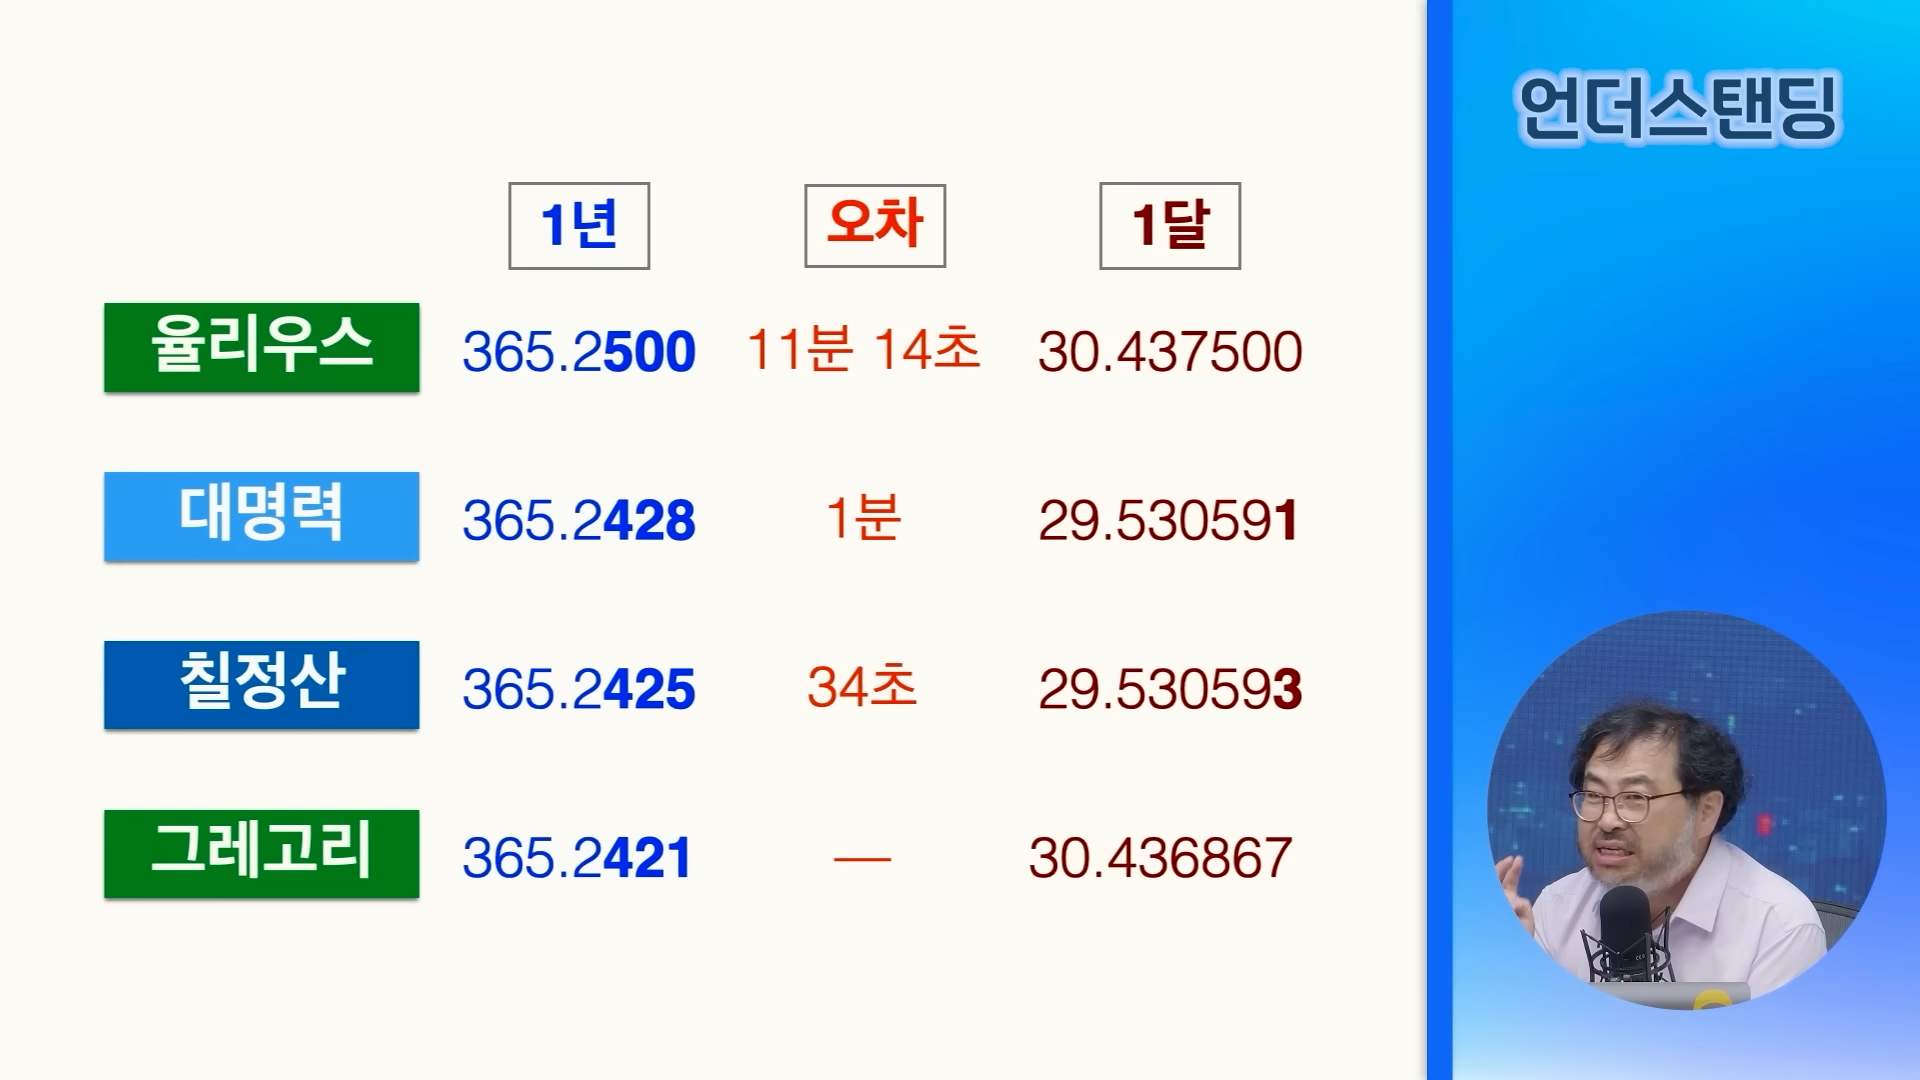 언더스탠딩
1년 오차 1달
율리우스 365.2500 11분 14초 30.437500
대명력 365.2428 1분 29.530591
칠정산 365.2425 34초 29.530593
그레고리 365.2421 — 30.436867